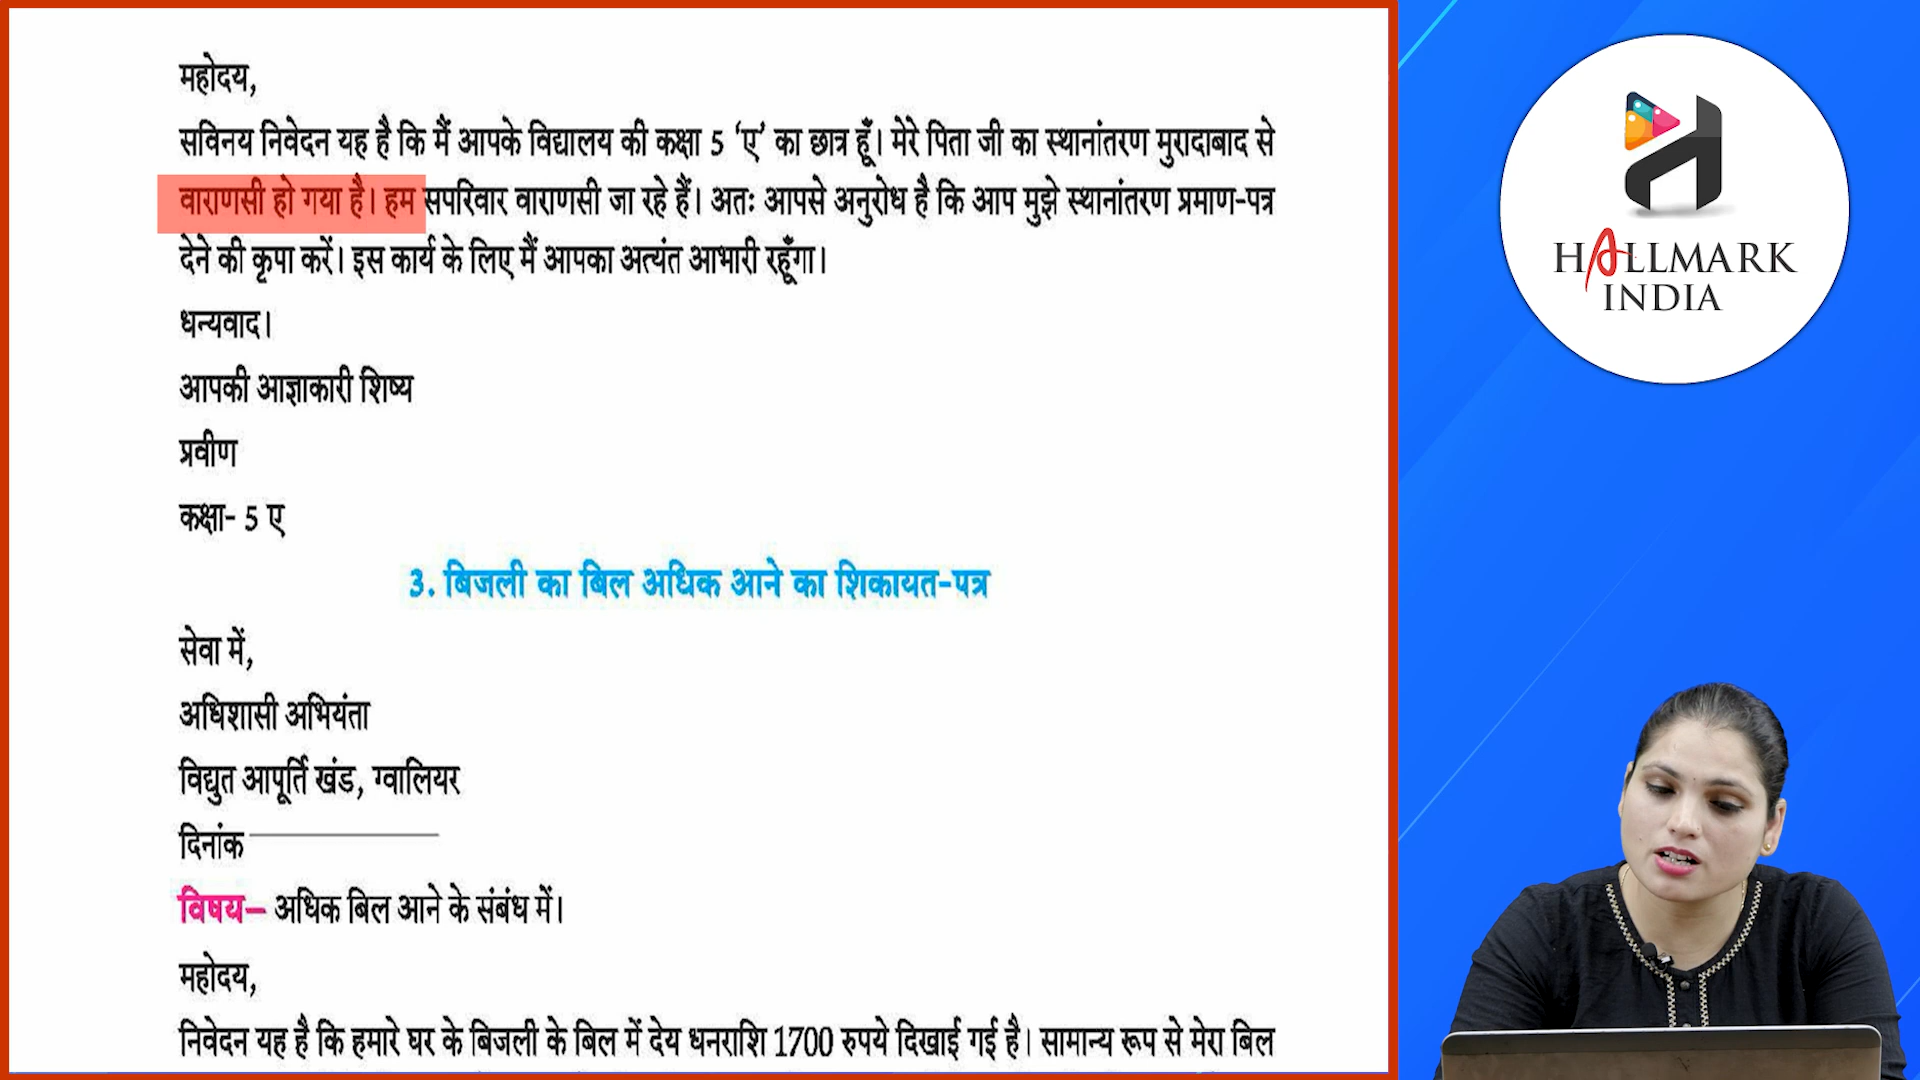 महोदय,
सविनय निवेदन यह है कि मैं आपके विद्यालय की कक्षा 5 ‘ए’ का छात्र हूँ। मेरे पिता जी का स्थानांतरण मुरादाबाद से
वाराणसी हो गया है। हम सपरिवार वाराणसी जा रहे हैं। अतः आपसे अनुरोध है कि आप मुझे स्थानांतरण प्रमाण-पत्र
देने की कृपा करें। इस कार्य के लिए मैं आपका अत्यंत आभारी रहूँगा।
धन्यवाद।
आपकी आज्ञाकारी शिष्य
प्रवीण
कक्षा- 5 ए
3. बिजली का बिल अधिक आने का शिकायत-पत्र
सेवा में,
अधिशासी अभियंता
विद्युत आपूर्ति खंड, ग्वालियर
दिनांक
विषय– अधिक बिल आने के संबंध में।
महोदय,
निवेदन यह है कि हमारे घर के बिजली के बिल में देय धनराशि 1700 रुपये दिखाई गई है। सामान्य रूप से मेरा बिल
HALLMARK
INDIA